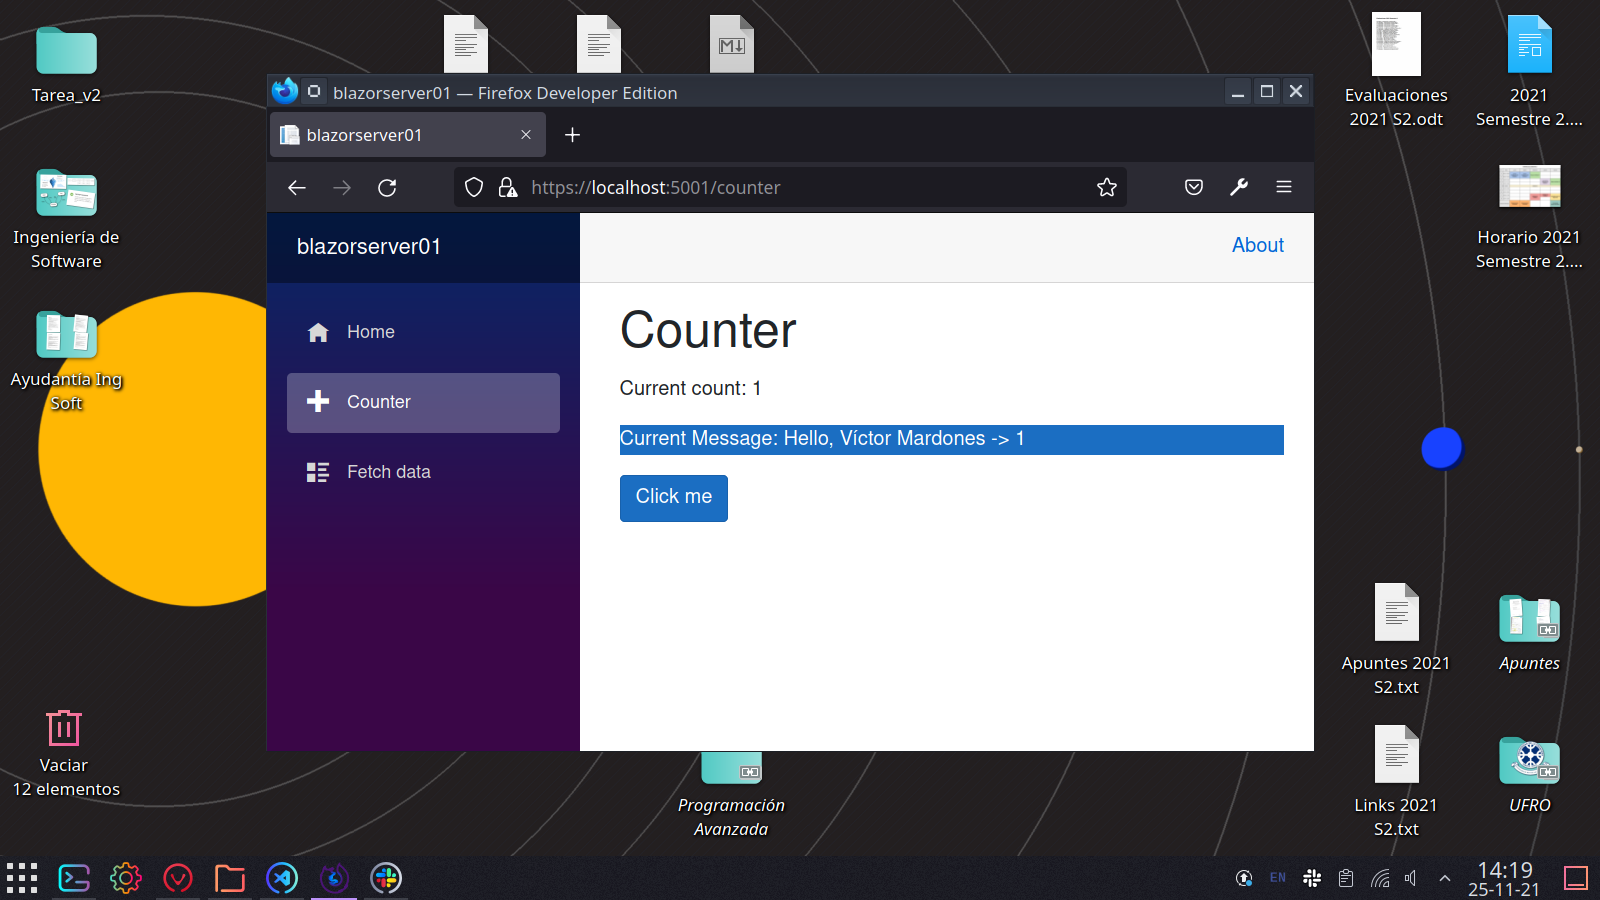 Tarea_v2
Ingeniería de
Software
Ayudantía Ing
Soft
Vaciar
12 elementos
M
blazorserver01 — Firefox Developer Edition
blazorserver01
https://localhost:5001/counter
blazorserver01
About
Home
Counter
Fetch data
Counter
Current count: 1
Current Message: Hello, Víctor Mardones -> 1
Click me
Programación
Avanzada
Evaluaciones
2021 S2.odt
2021
Semestre 2....
Horario 2021
Semestre 2....
Apuntes 2021
S2.txt
Apuntes
Links 2021
S2.txt
UFRO
EN
14:19
25-11-21